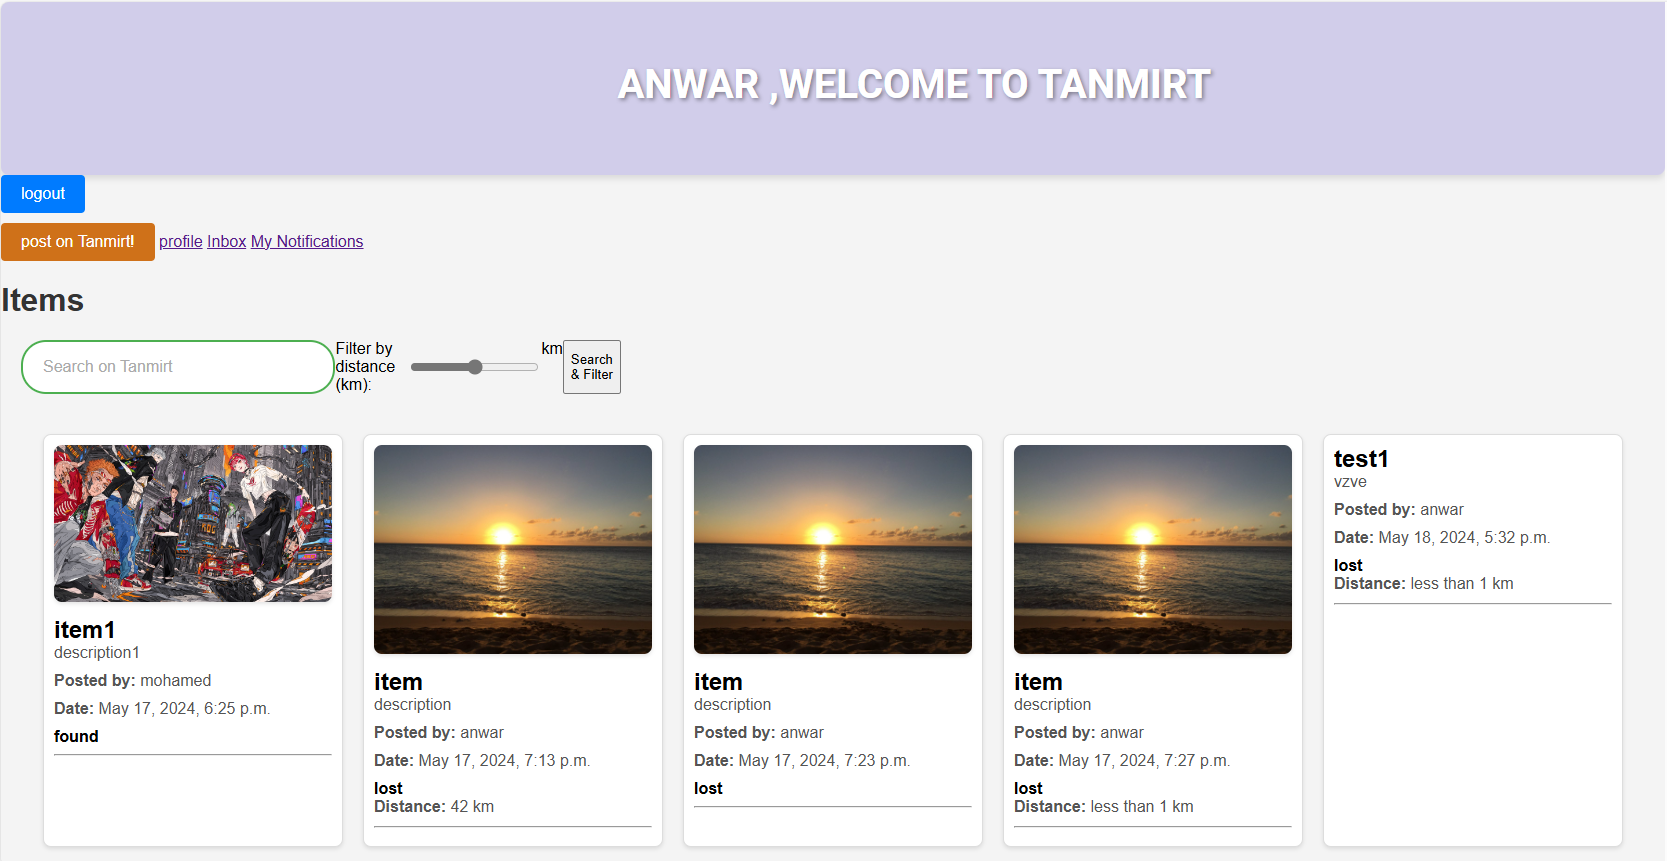 ANWAR ,WELCOME TO TANMIRT
logout
post on Tanmirt! profile Inbox My Notifications
Items
Search on Tanmirt
Filter by
distance
(km):
km
Search
& Filter
item1
description1
Posted by: mohamed
Date: May 17, 2024, 6:25 p.m.
found
item
description
Posted by: anwar
Date: May 17, 2024, 7:13 p.m.
lost
Distance: 42 km
item
description
Posted by: anwar
Date: May 17, 2024, 7:23 p.m.
lost
item
description
Posted by: anwar
Date: May 17, 2024, 7:27 p.m.
lost
Distance: less than 1 km
test1
vzve
Posted by: anwar
Date: May 18, 2024, 5:32 p.m.
lost
Distance: less than 1 km